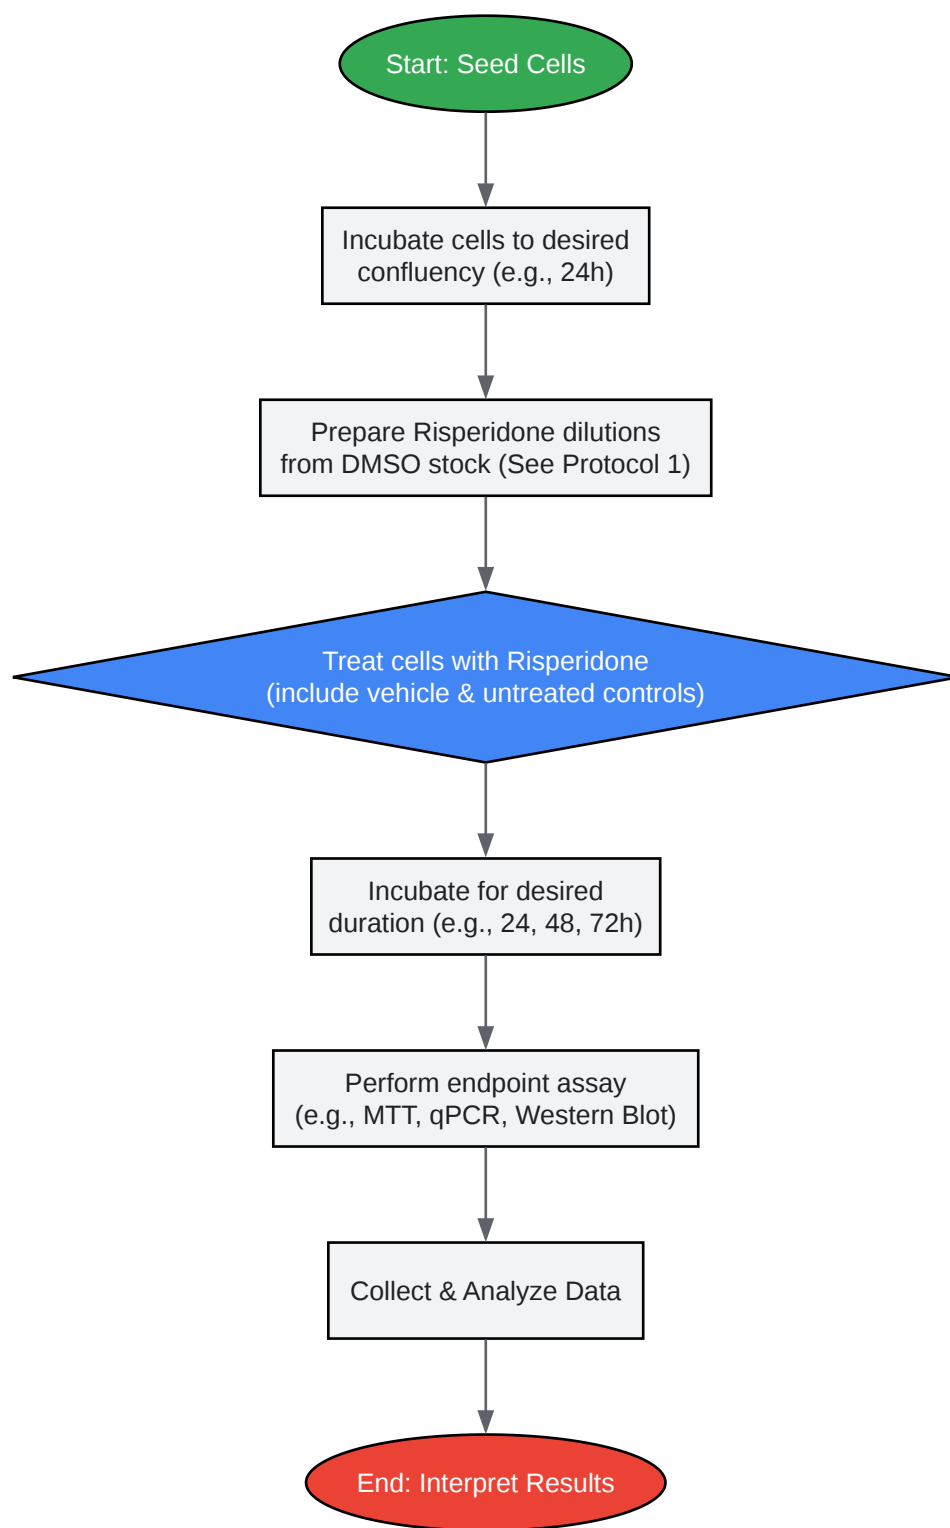 Start: Seed Cells
Incubate cells to desired
confluency (e.g., 24h)
Prepare Risperidone dilutions
from DMSO stock (See Protocol 1)
Treat cells with Risperidone
(include vehicle & untreated controls)
Incubate for desired
duration (e.g., 24, 48, 72h)
Perform endpoint assay
(e.g., MTT, qPCR, Western Blot)
Collect & Analyze Data
End: Interpret Results